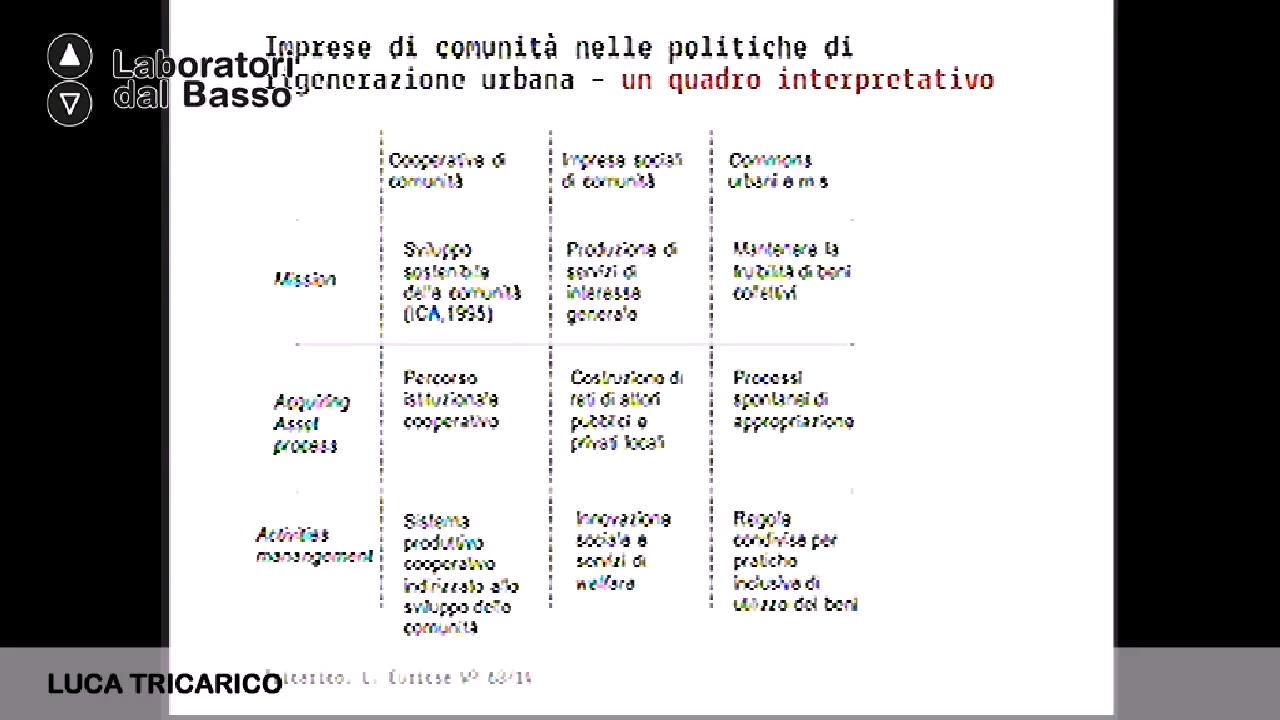 Laboratori
dal Basso
Imprese di comunità nelle politiche di
rigenerazione urbana - un quadro interpretativo
Cooperative di
comunità
Imprese sociali
di comunità
Commons
urbani e m s
Mission
Sviluppo
sostenibile
della comunità
(ICA,1995)
Produzione di
servizi di
interesse
generale
Mantenere la
fruibilità di beni
collettivi
Acquiring
Asset
process
Percorso
istituzionale
cooperativo
Costruzione di
reti di attori
pubblici e
privati locali
Processi
spontanei di
appropriazione
Activities
manangement
Sistema
produttivo
cooperativo
indirizzato allo
sviluppo della
comunità
Innovazione
sociale e
servizi di
welfare
Regole
condivise per
pratiche
inclusive di
utilizzo dei beni
Tricarico, L. Euricse N°
LUCA TRICARICO